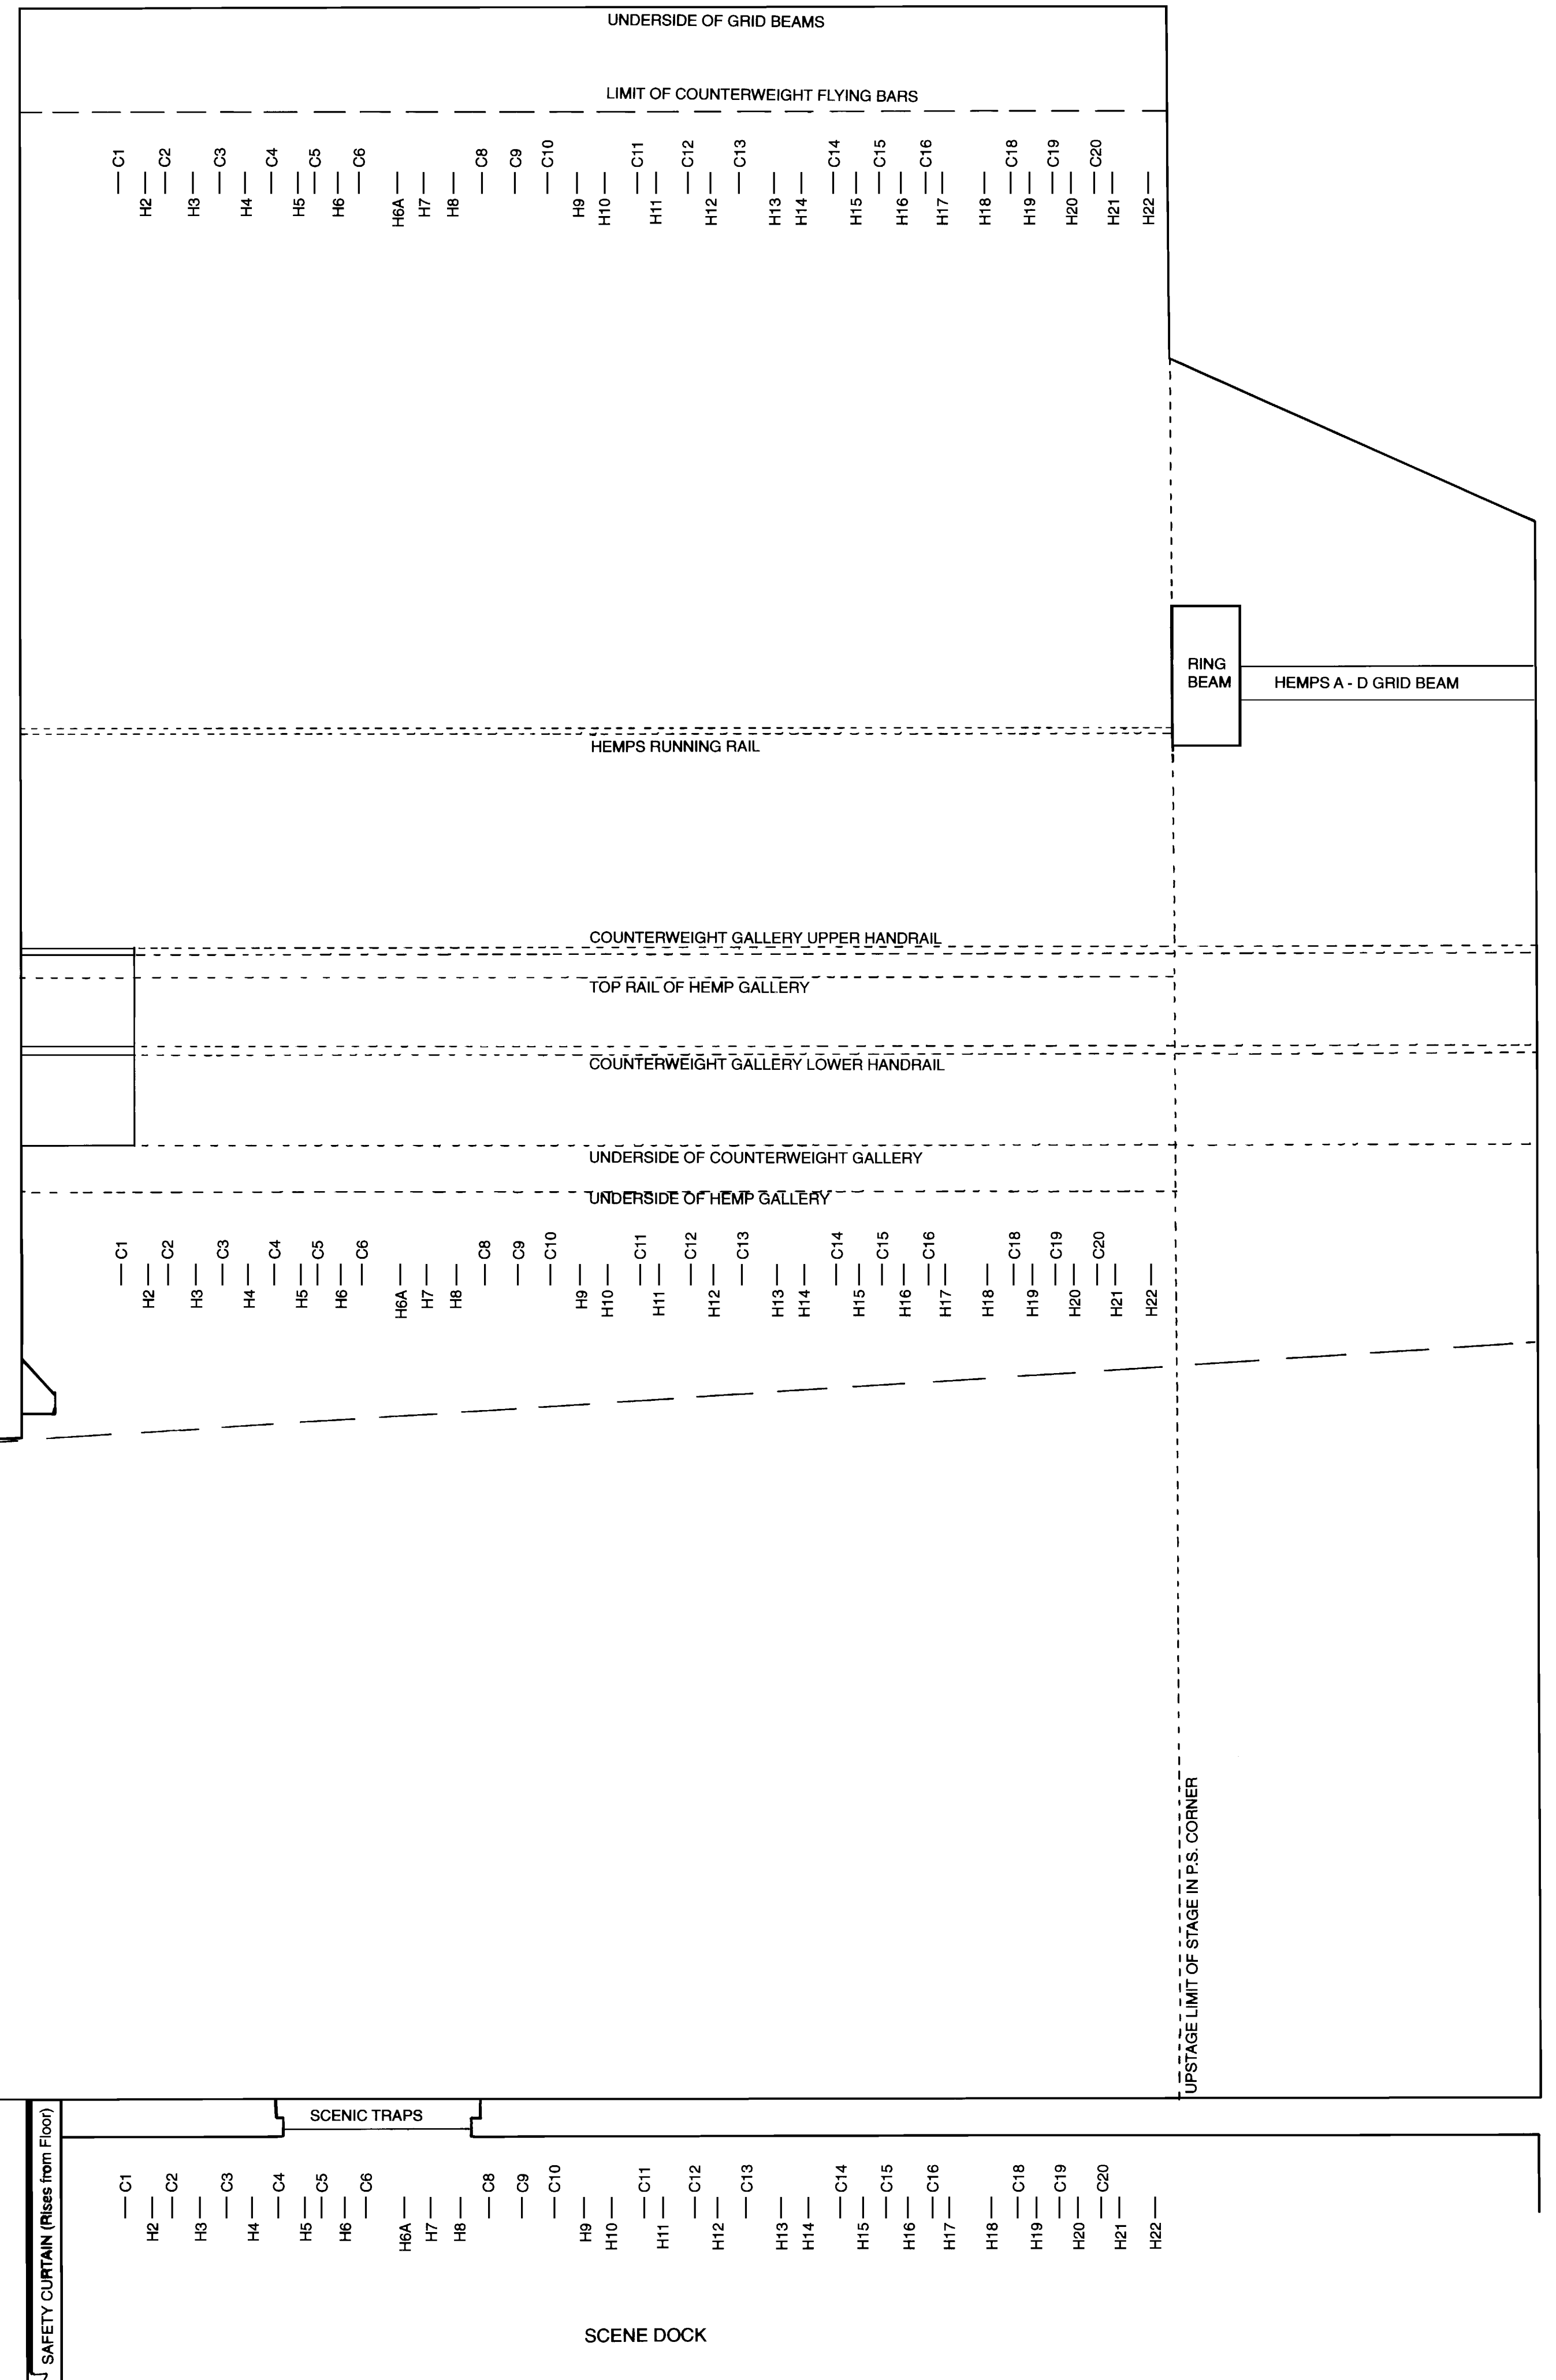 UNDERSIDE OF GRID BEAMS
LIMIT OF COUNTERWEIGHT FLYING BARS
C1 C2 C3 C4 C5 C6 C8 C9 C10 C11 C12 C13 C14 C15 C16 C18 C19 C20
H2 H3 H4 H5 H6 H6A H7 H8 H9 H10 H11 H12 H13 H14 H15 H16 H17 H18 H19 H20 H21 H22
RING
BEAM
HEMPS A - D GRID BEAM
HEMPS RUNNING RAIL
COUNTERWEIGHT GALLERY UPPER HANDRAIL
TOP RAIL OF HEMP GALLERY
COUNTERWEIGHT GALLERY LOWER HANDRAIL
UNDERSIDE OF COUNTERWEIGHT GALLERY
UNDERSIDE OF HEMP GALLERY
C1 C2 C3 C4 C5 C6 C8 C9 C10 C11 C12 C13 C14 C15 C16 C18 C19 C20
H2 H3 H4 H5 H6 H6A H7 H8 H9 H10 H11 H12 H13 H14 H15 H16 H17 H18 H19 H20 H21 H22
UPSTAGE LIMIT OF STAGE IN P.S. CORNER
SCENIC TRAPS
SAFETY CURTAIN (Rises from Floor)
C1 C2 C3 C4 C5 C6 C8 C9 C10 C11 C12 C13 C14 C15 C16 C18 C19 C20
H2 H3 H4 H5 H6 H6A H7 H8 H9 H10 H11 H12 H13 H14 H15 H16 H17 H18 H19 H20 H21 H22
SCENE DOCK